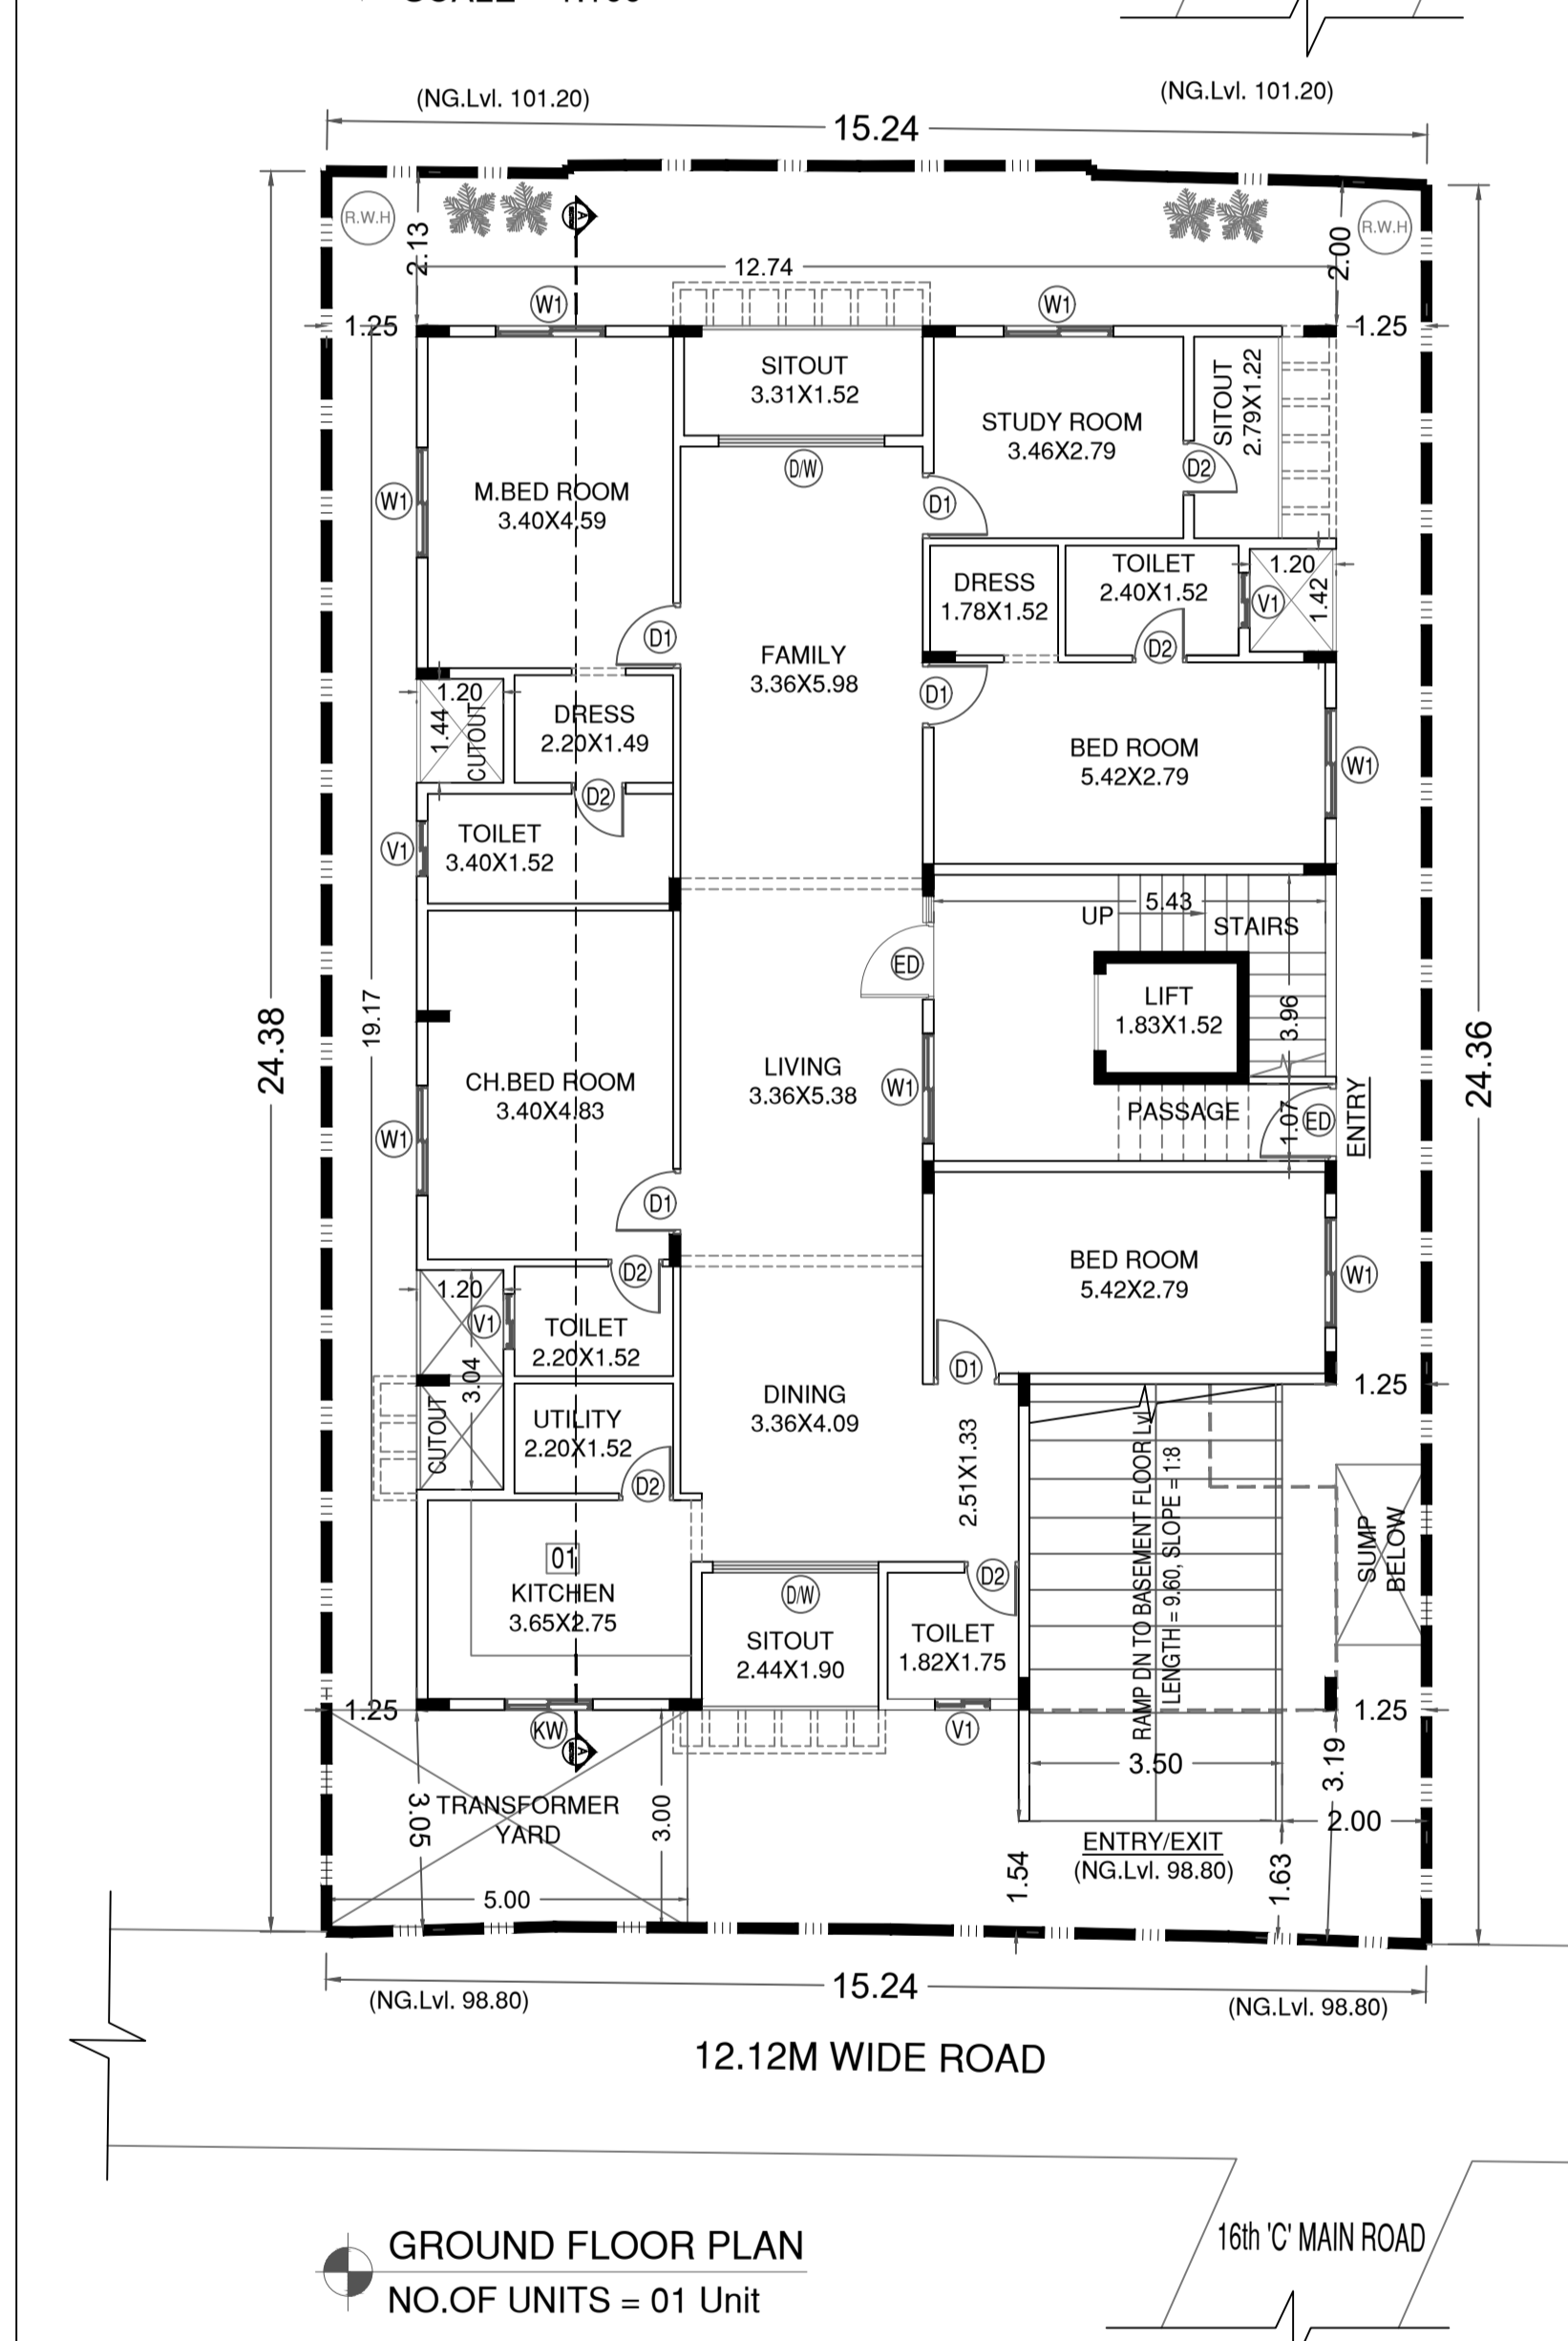 (NG.Lvl. 101.20)
(NG.Lvl. 101.20)
15.24
R.W.H
R.W.H
2.13
2.00
12.74
W1
W1
1.25
1.25
SITOUT
3.31X1.52
SITOUT
2.79X1.22
STUDY ROOM
3.46X2.79
D/W
D2
M.BED ROOM
3.40X4.59
W1
D1
TOILET
2.40X1.52
1.20
1.42
V1
DRESS
1.78X1.52
D1
D2
FAMILY
3.36X5.98
D1
1.20
1.44
CUTOUT
DRESS
2.20X1.49
BED ROOM
5.42X2.79
W1
D2
TOILET
3.40X1.52
V1
5.43
UP
STAIRS
ED
LIFT
1.83X1.52
3.96
19.17
24.38
24.36
CH.BED ROOM
3.40X4.83
LIVING
3.36X5.38
W1
PASSAGE
1.07
ED
ENTRY
W1
D1
D2
BED ROOM
5.42X2.79
W1
1.20
V1
TOILET
2.20X1.52
3.04
D1
1.25
DINING
3.36X4.09
CUTOUT
UTILITY
2.20X1.52
D2
2.51X1.33
RAMP DN TO BASEMENT FLOOR Lvl
LENGTH = 9.60, SLOPE = 1:8
SUMP
BELOW
01
KITCHEN
3.65X2.75
D/W
D2
SITOUT
2.44X1.90
TOILET
1.82X1.75
1.25
KW
V1
1.25
A
A
3.50
3.19
3.05
TRANSFORMER
YARD
3.00
2.00
ENTRY/EXIT
(NG.Lvl. 98.80)
1.54
1.63
5.00
15.24
(NG.Lvl. 98.80)
(NG.Lvl. 98.80)
12.12M WIDE ROAD
16th 'C' MAIN ROAD
GROUND FLOOR PLAN
NO.OF UNITS = 01 Unit